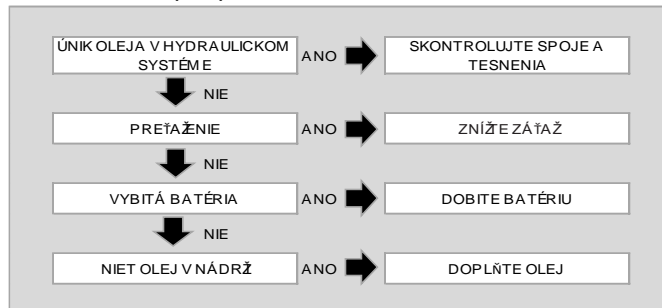 ÚNIK OLEJA V HYDRAULICKOM
SYSTÉME
ANO
SKONTROLUJTE SPOJE A
TESNENIA
NIE
PREŤAŽENIE
ANO
ZNÍŽTE ZÁŤAŽ
NIE
VYBITÁ BATÉRIA
ANO
DOBITE BATÉRIU
NIE
NIET OLEJ V NÁDRŽ
ANO
DOPLŇTE OLEJ